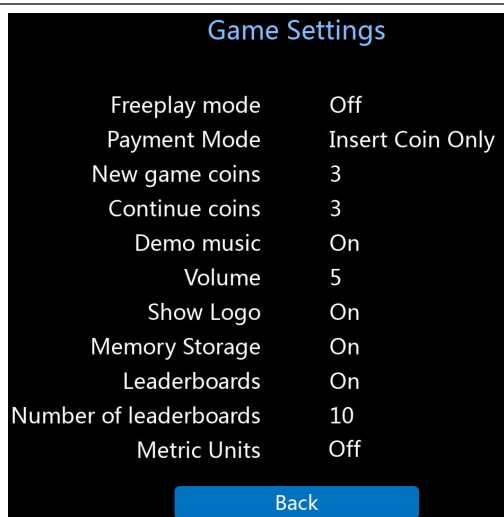 Game Settings
Freeplay mode Off
Payment Mode Insert Coin Only
New game coins 3
Continue coins 3
Demo music On
Volume 5
Show Logo On
Memory Storage On
Leaderboards On
Number of leaderboards 10
Metric Units Off
Back